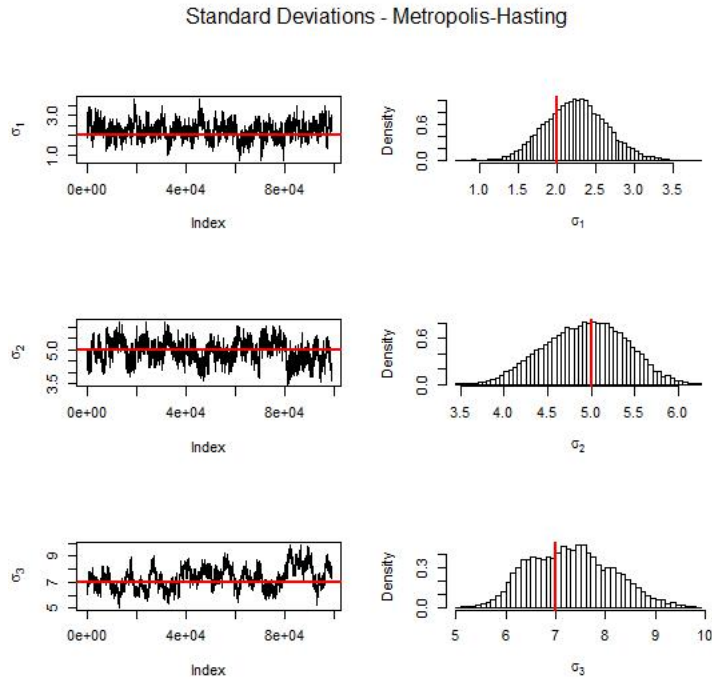 Standard Deviations - Metropolis-Hasting
σ1
1.0 3.0
0e+00 4e+04 8e+04
Index
Density
0.0 0.6
1.0 1.5 2.0 2.5 3.0 3.5
σ1
σ2
3.5 5.0
0e+00 4e+04 8e+04
Index
Density
0.0 0.6
3.5 4.0 4.5 5.0 5.5 6.0
σ2
σ3
5 7 9
0e+00 4e+04 8e+04
Index
Density
0.0 0.3
5 6 7 8 9 10
σ3